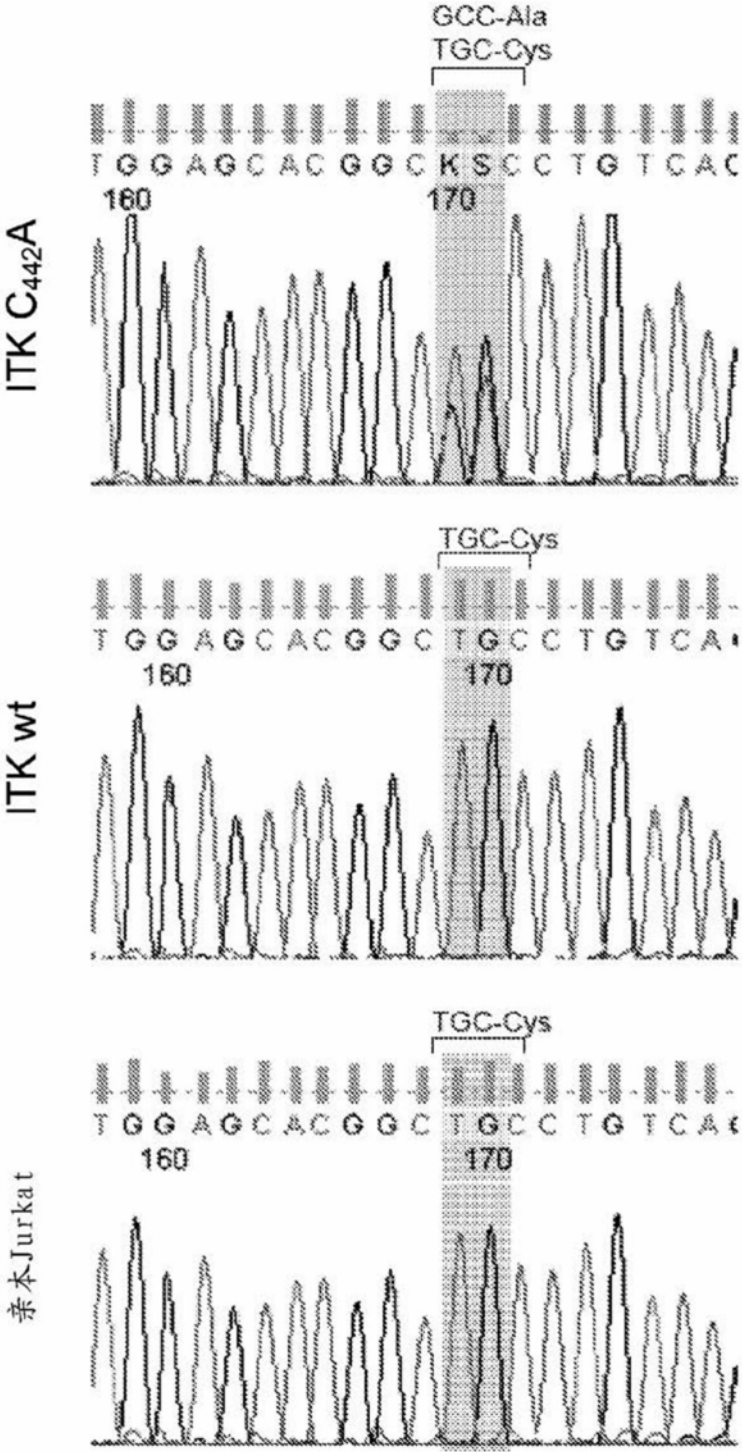 GCC-Ala
TGC-Cys
T G G A G C A C G G C K S C C T G T C A C
160 170
ITK C442A
TGC-Cys
T G G A G C A C G G C T G C C T G T C A
160 170
ITK wt
TGC-Cys
T G G A G C A C G G C T G C C T G T C A
160 170
亲本Jurkat